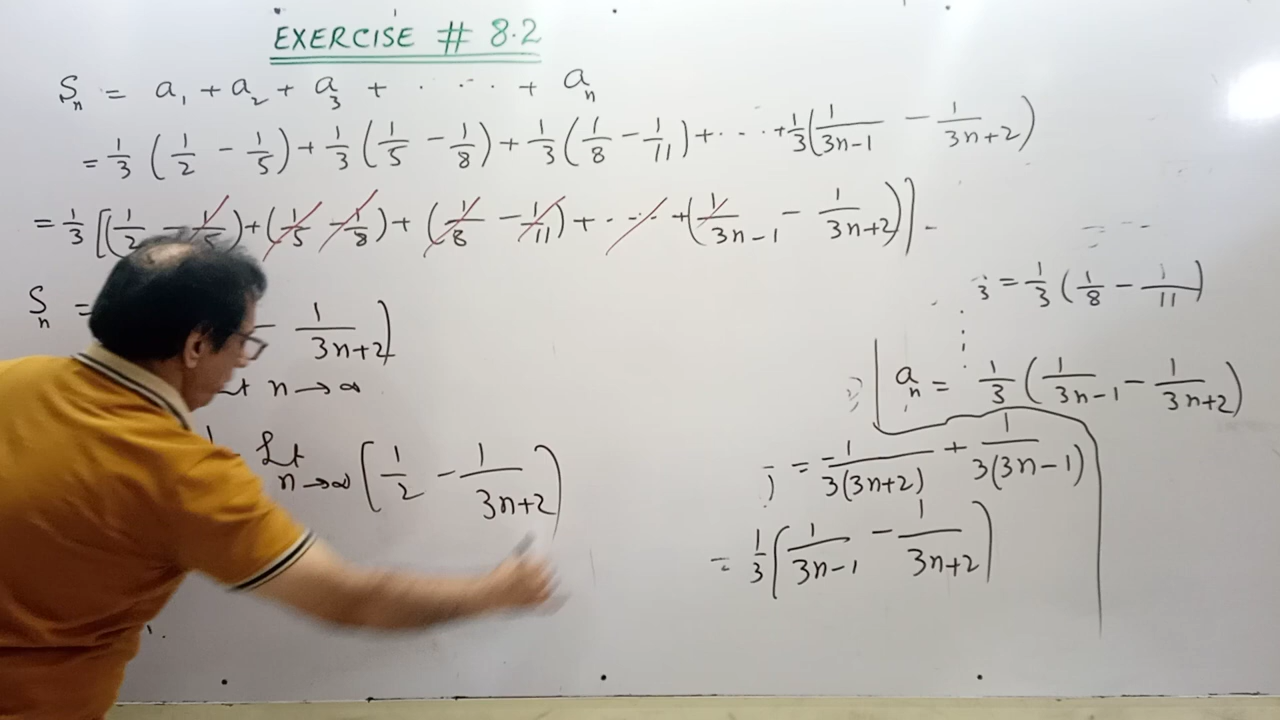 EXERCISE # 8.2
Sₙ = a₁ + a₂ + a₃ + . . . . + aₙ
= 1/3 (1/2 - 1/5) + 1/3 (1/5 - 1/8) + 1/3 (1/8 - 1/11) + . . . + 1/3 (1/(3n-1) - 1/(3n+2))
= 1/3 [(1/2 - 1/5) + (1/5 - 1/8) + (1/8 - 1/11) + . . . + (1/(3n-1) - 1/(3n+2))]
Sₙ =
- 1/(3n+2))
n → ∞
Lt n→∞ (1/2 - 1/(3n+2))
3 = 1/3 (1/8 - 1/11)
aₙ = 1/3 (1/(3n-1) - 1/(3n+2))
= -1/(3(3n+2)) + 1/(3(3n-1))
= 1/3 (1/(3n-1) - 1/(3n+2))